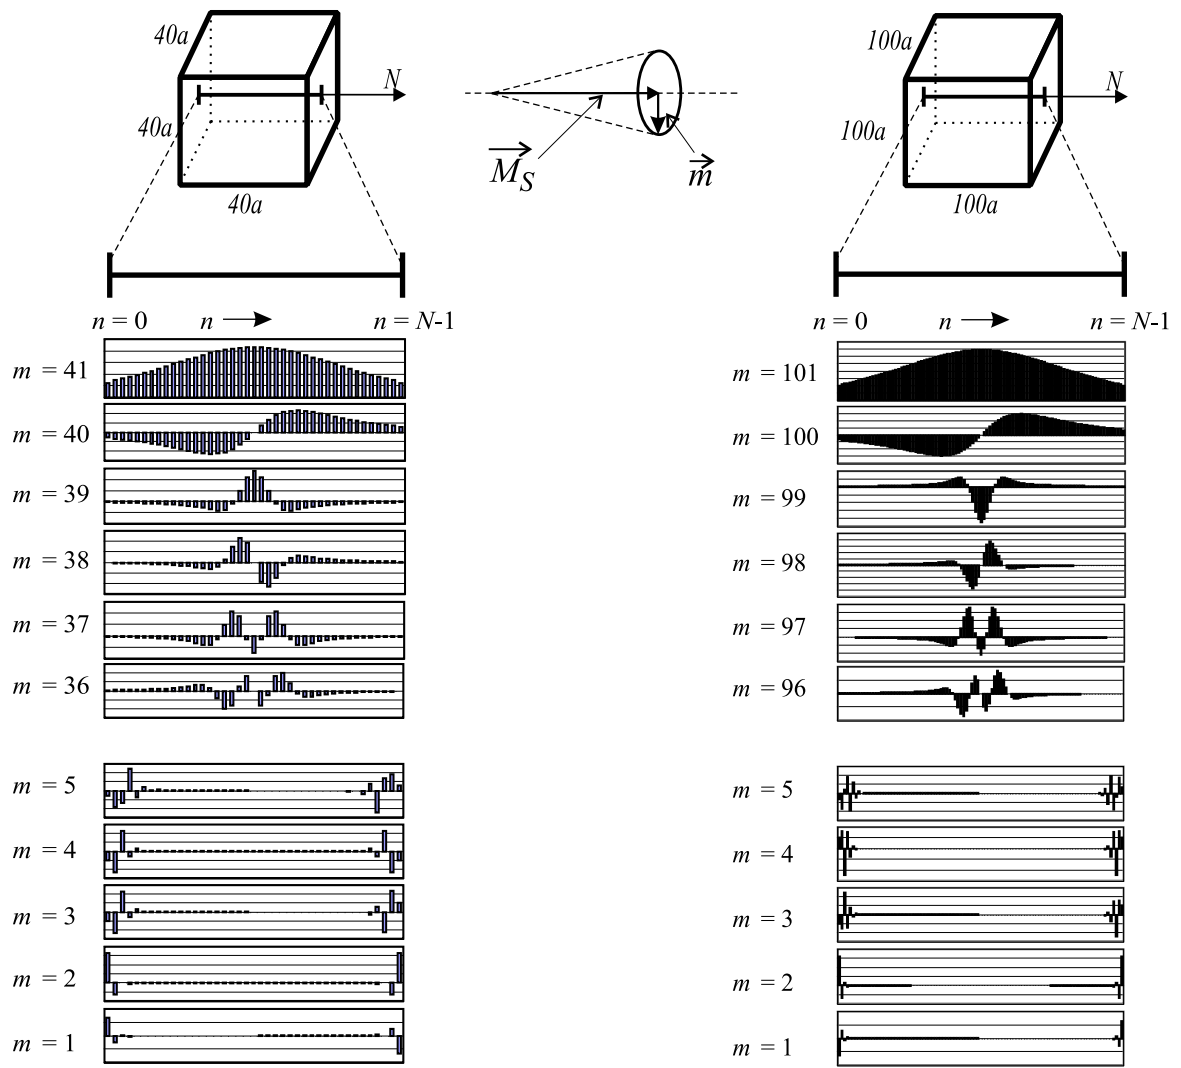 40a
N
40a
40a
M_S
m
100a
N
100a
100a
n = 0 n n = N-1
n = 0 n n = N-1
m = 41
m = 40
m = 39
m = 38
m = 37
m = 36
m = 5
m = 4
m = 3
m = 2
m = 1
m = 101
m = 100
m = 99
m = 98
m = 97
m = 96
m = 5
m = 4
m = 3
m = 2
m = 1